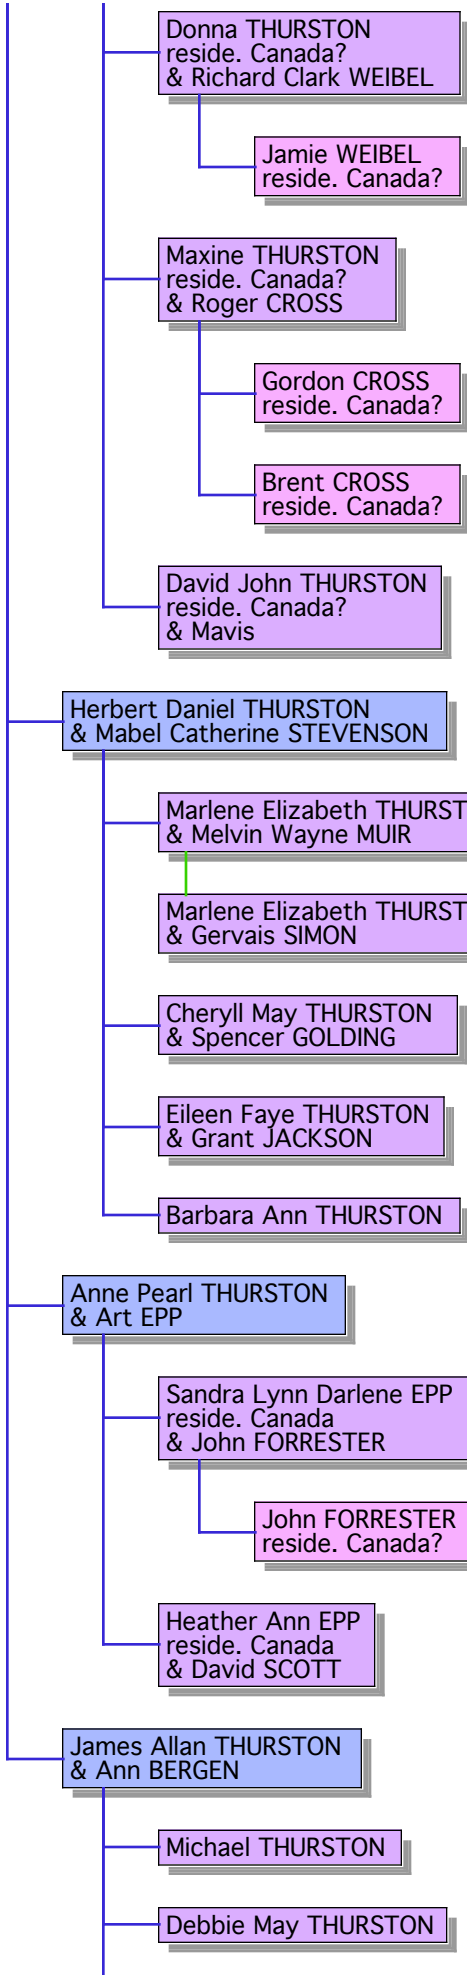 Donna THURSTON
reside. Canada?
& Richard Clark WEIBEL
Jamie WEIBEL
reside. Canada?
Maxine THURSTON
reside. Canada?
& Roger CROSS
Gordon CROSS
reside. Canada?
Brent CROSS
reside. Canada?
David John THURSTON
reside. Canada?
& Mavis
Herbert Daniel THURSTON
& Mabel Catherine STEVENSON
Marlene Elizabeth THURST
& Melvin Wayne MUIR
Marlene Elizabeth THURST
& Gervais SIMON
Cheryll May THURSTON
& Spencer GOLDING
Eileen Faye THURSTON
& Grant JACKSON
Barbara Ann THURSTON
Anne Pearl THURSTON
& Art EPP
Sandra Lynn Darlene EPP
reside. Canada
& John FORRESTER
John FORRESTER
reside. Canada?
Heather Ann EPP
reside. Canada
& David SCOTT
James Allan THURSTON
& Ann BERGEN
Michael THURSTON
Debbie May THURSTON